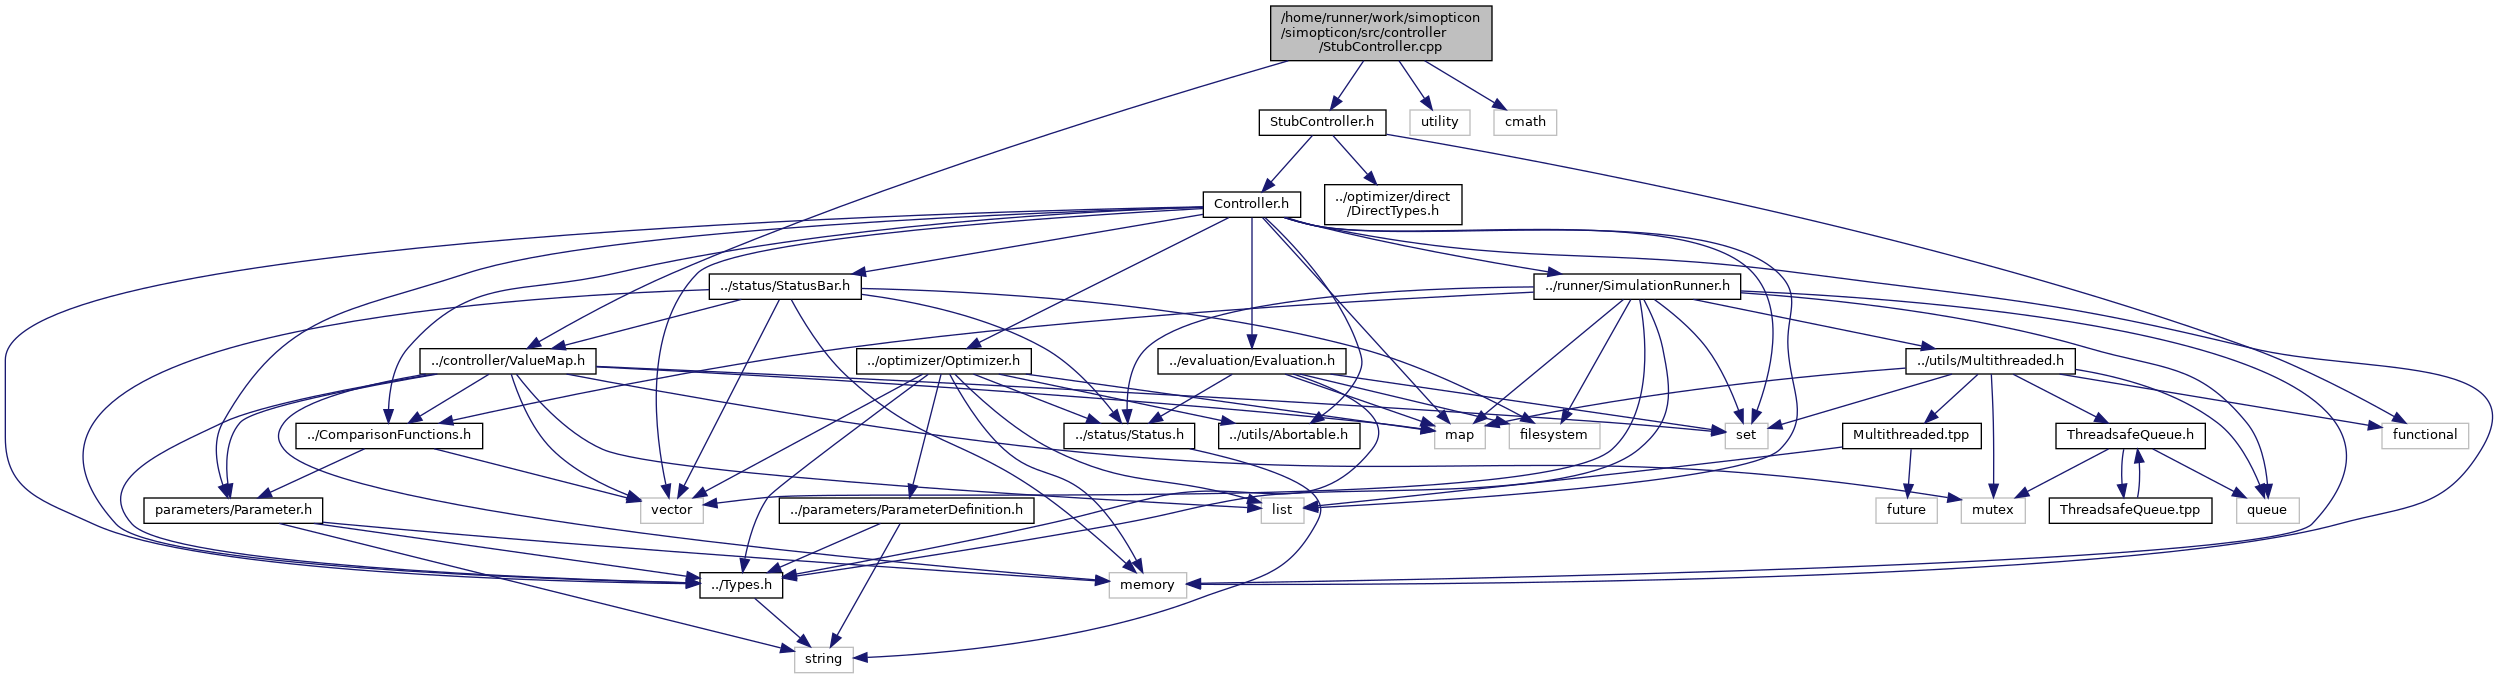 /home/runner/work/simopticon
/simopticon/src/controller
/StubController.cpp
StubController.h
utility
cmath
Controller.h
../optimizer/direct
/DirectTypes.h
../status/StatusBar.h
../runner/SimulationRunner.h
../controller/ValueMap.h
../optimizer/Optimizer.h
../evaluation/Evaluation.h
../utils/Multithreaded.h
../ComparisonFunctions.h
../status/Status.h
../utils/Abortable.h
map
filesystem
set
Multithreaded.tpp
ThreadsafeQueue.h
functional
parameters/Parameter.h
vector
../parameters/ParameterDefinition.h
list
future
mutex
ThreadsafeQueue.tpp
queue
../Types.h
memory
string